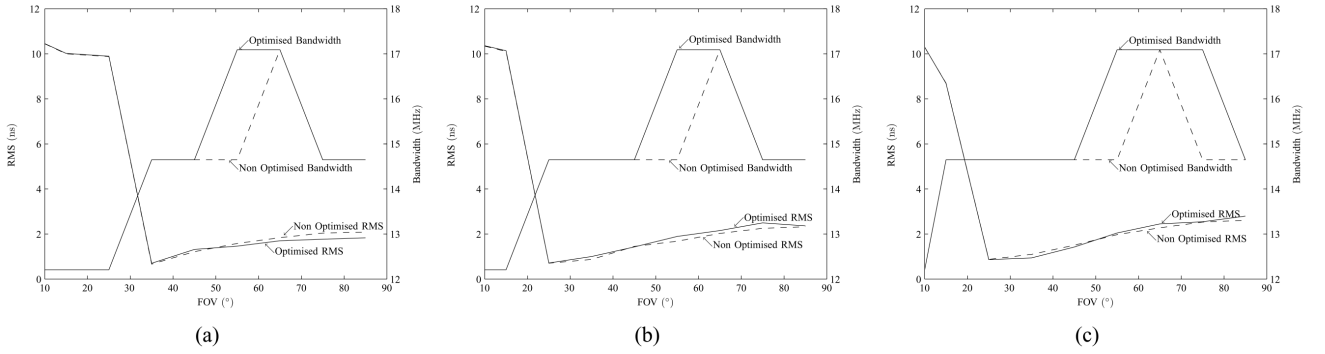 12
10
8
6
4
2
0
RMS (ns)
18
17
16
15
14
13
12
Bandwidth (MHz)
Optimised Bandwidth
Non Optimised Bandwidth
Non Optimised RMS
Optimised RMS
10 20 30 40 50 60 70 80 90
FOV (°)
(a)
12
10
8
6
4
2
0
RMS (ns)
18
17
16
15
14
13
12
Bandwidth (MHz)
Optimised Bandwidth
Non Optimised Bandwidth
Optimised RMS
Non Optimised RMS
10 20 30 40 50 60 70 80 90
FOV (°)
(b)
12
10
8
6
4
2
0
RMS (ns)
18
17
16
15
14
13
12
Bandwidth (MHz)
Optimised Bandwidth
Non Optimised Bandwidth
Optimised RMS
Non Optimised RMS
10 20 30 40 50 60 70 80 90
FOV (°)
(c)